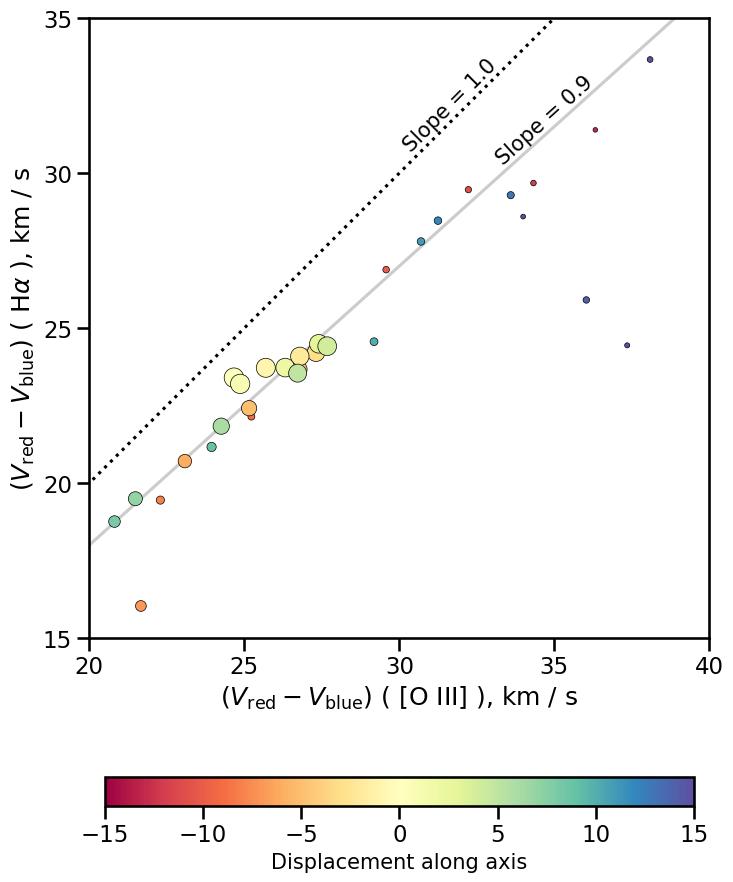 35
30
25
20
15
(V_red − V_blue) ( Hα ), km / s
Slope = 1.0
Slope = 0.9
20 25 30 35 40
(V_red − V_blue) ( [O III] ), km / s
−15 −10 −5 0 5 10 15
Displacement along axis